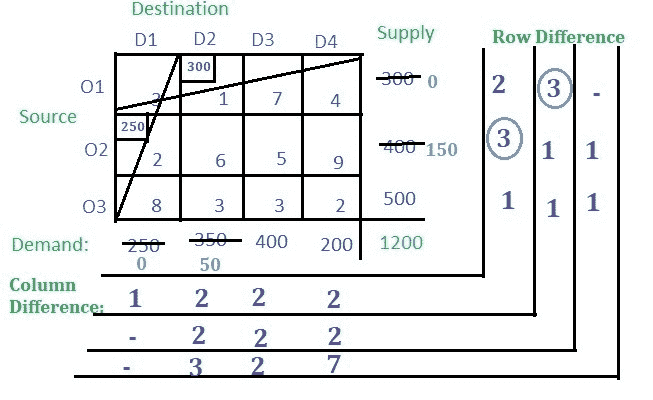 Destination
D1 D2 D3 D4 Supply Row Difference
O1 300 3 1 7 4 300 0 2 3 -
Source
O2 250 2 6 5 9 400 150 3 1 1
O3 8 3 3 2 500 1 1 1
Demand: 250 350 400 200 1200
0 50
Column
Difference: 1 2 2 2
- 2 2 2
- 3 2 7